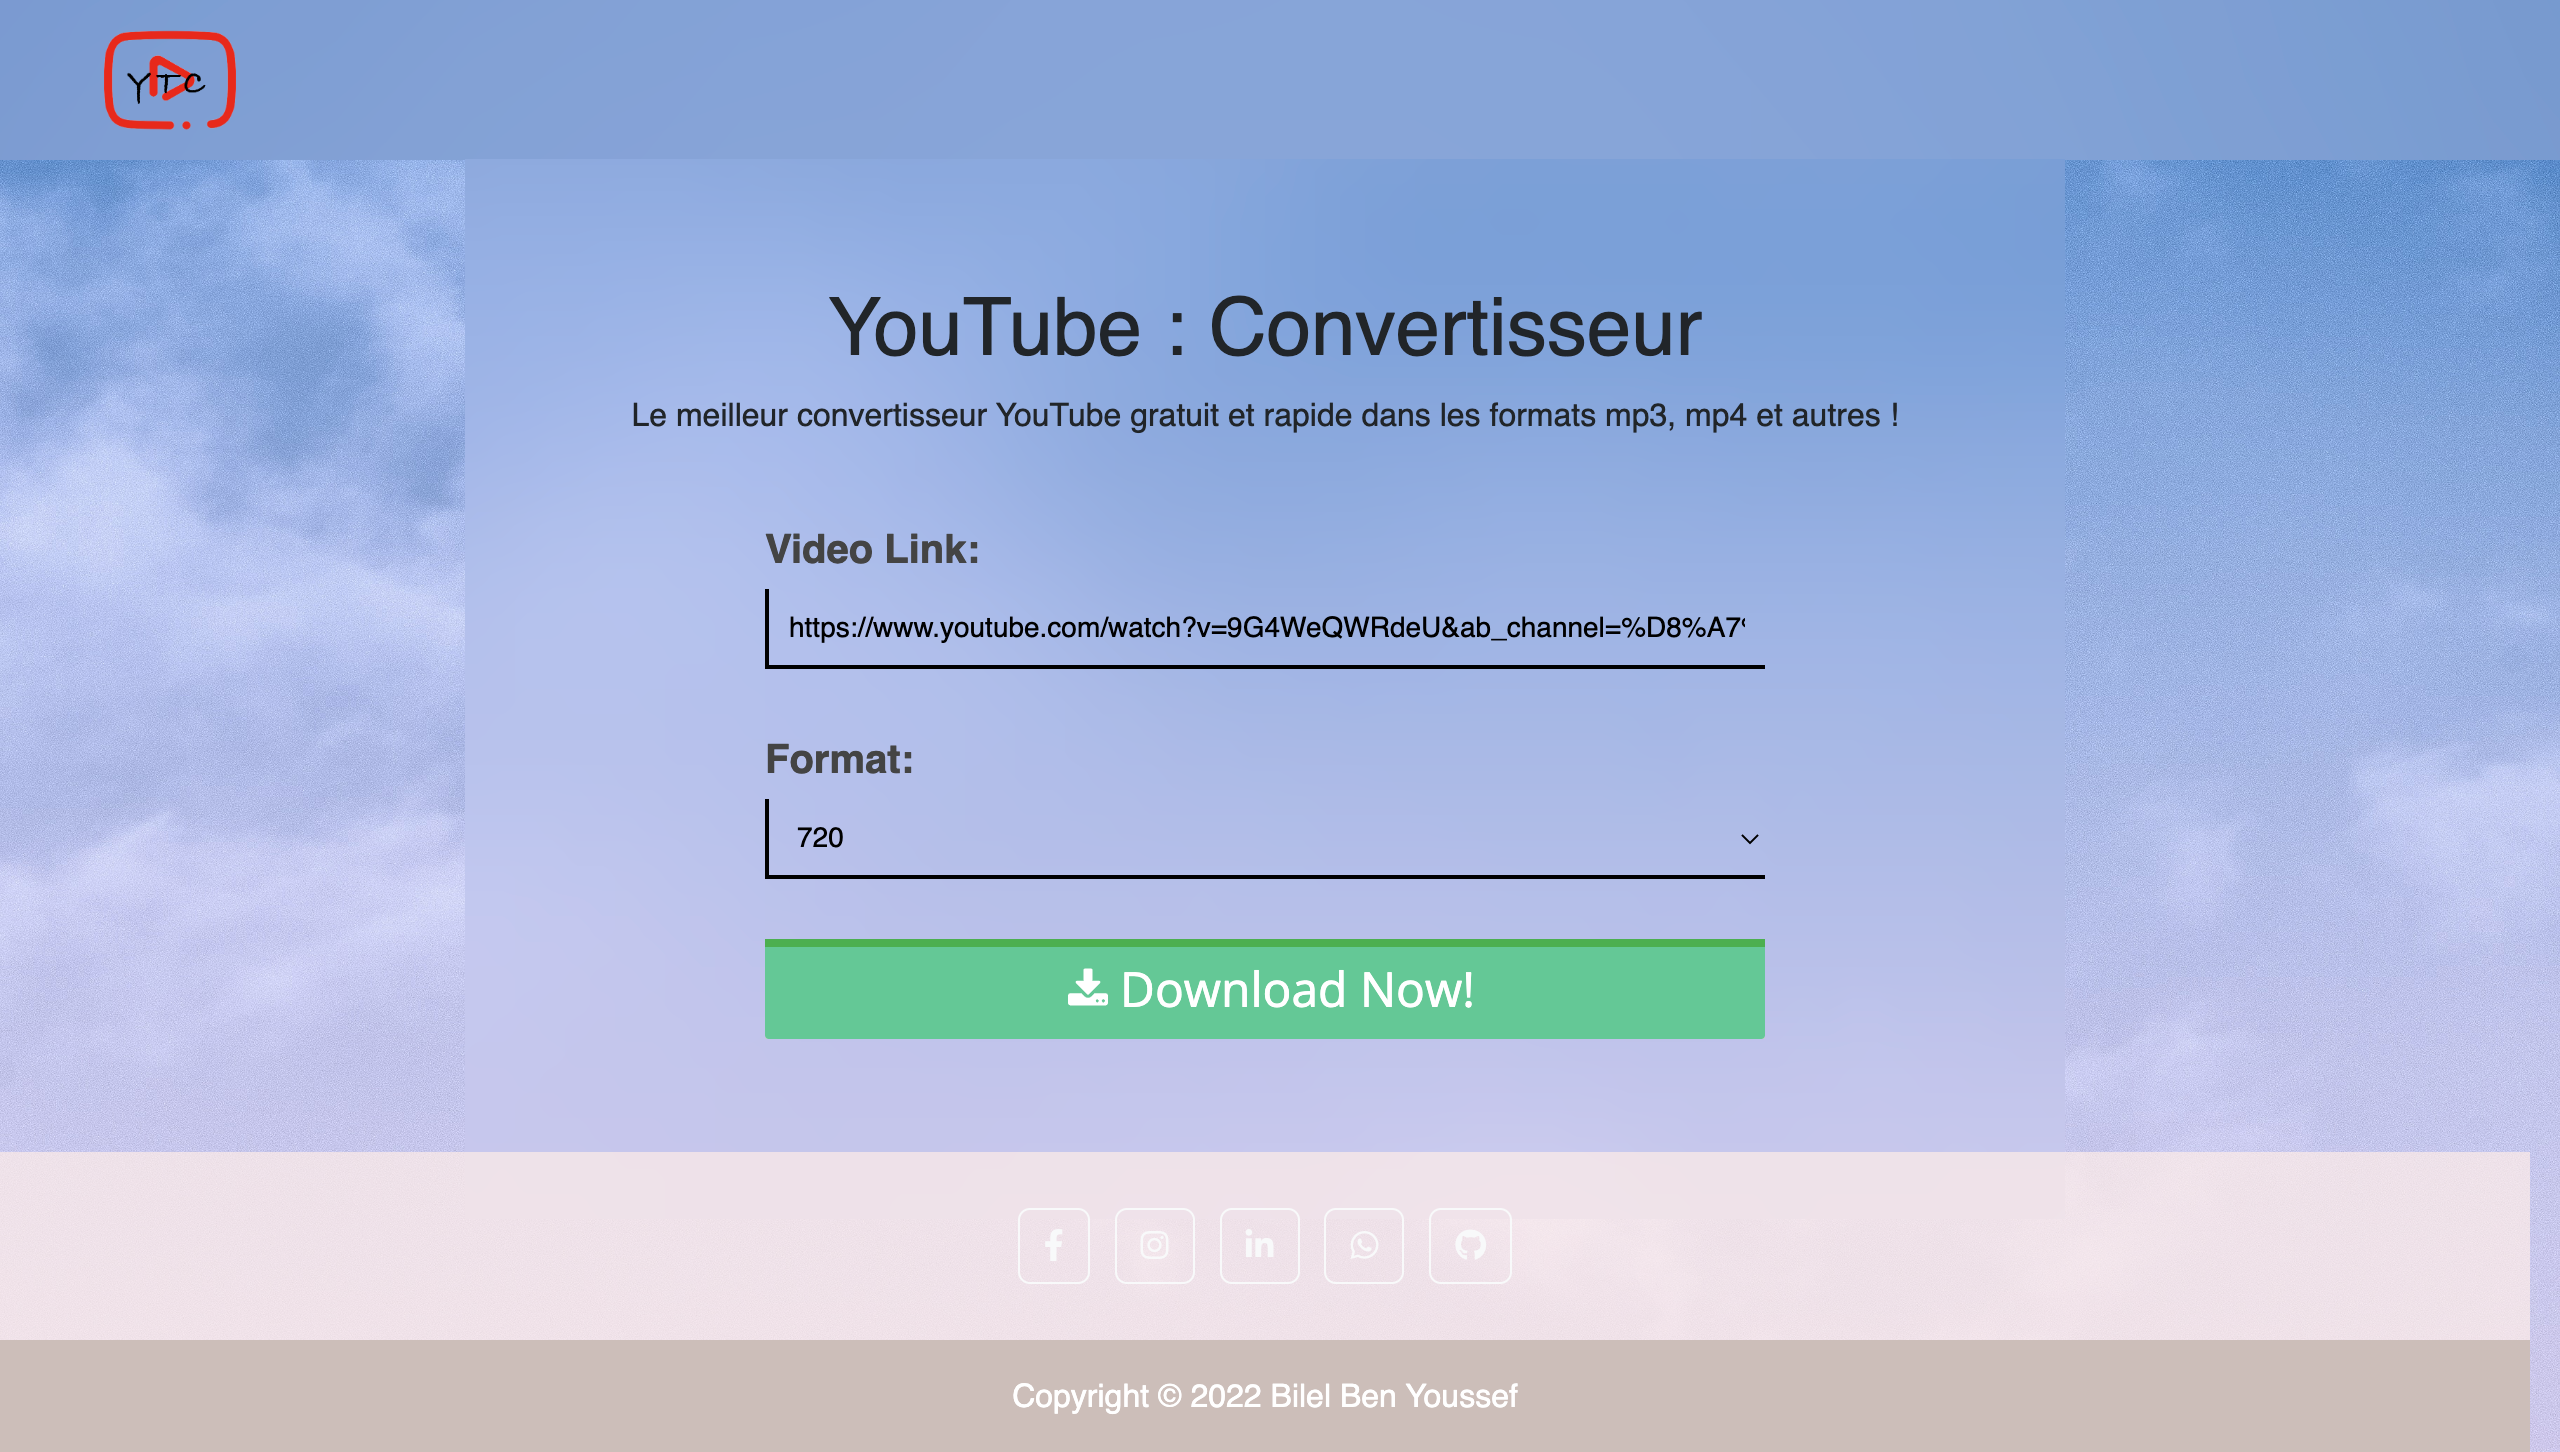 YTC
YouTube : Convertisseur
Le meilleur convertisseur YouTube gratuit et rapide dans les formats mp3, mp4 et autres !
Video Link:
https://www.youtube.com/watch?v=9G4WeQWRdeU&ab_channel=%D8%A7%
Format:
720
Download Now!
Copyright © 2022 Bilel Ben Youssef